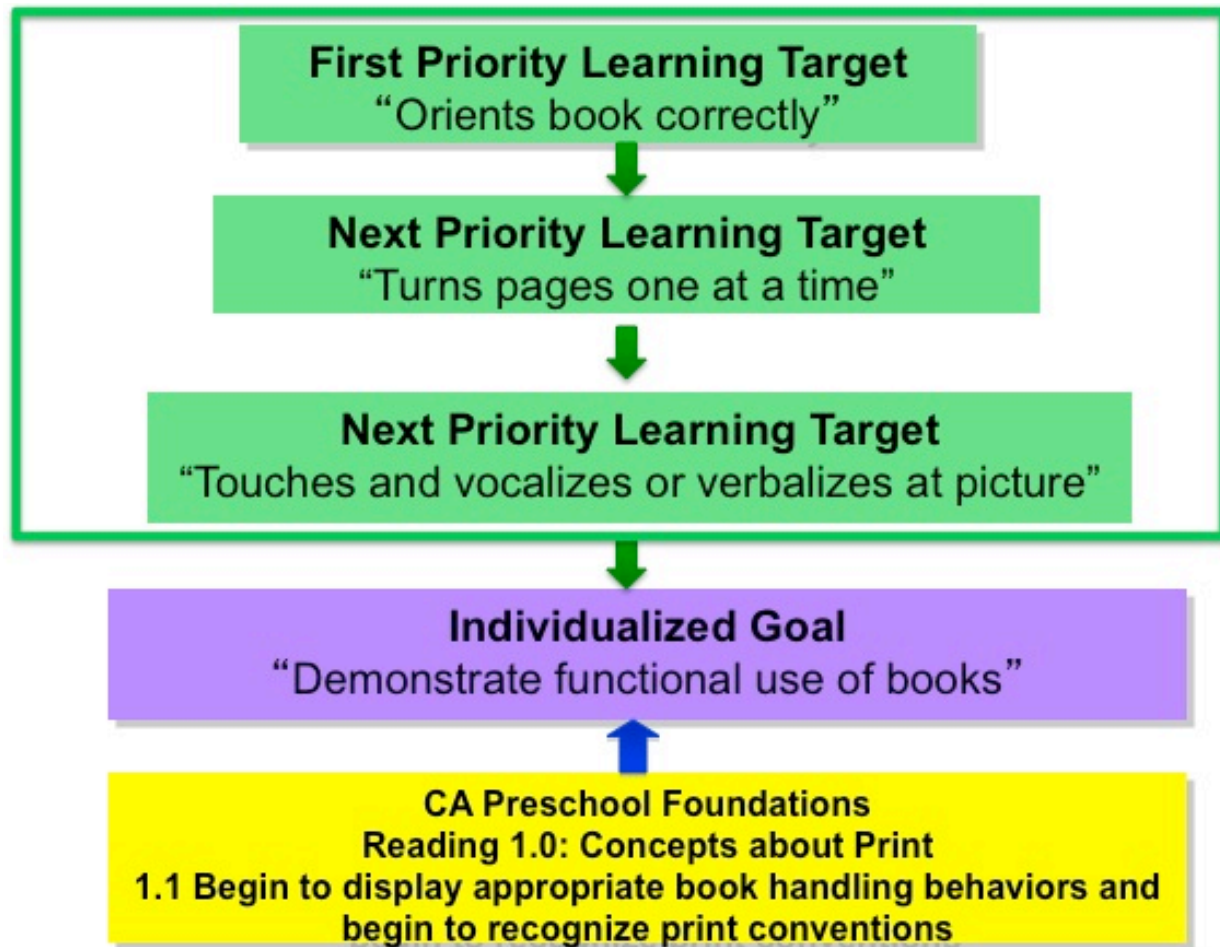 First Priority Learning Target
“Orients book correctly”
Next Priority Learning Target
“Turns pages one at a time”
Next Priority Learning Target
“Touches and vocalizes or verbalizes at picture”
Individualized Goal
“Demonstrate functional use of books”
CA Preschool Foundations
Reading 1.0: Concepts about Print
1.1 Begin to display appropriate book handling behaviors and
begin to recognize print conventions